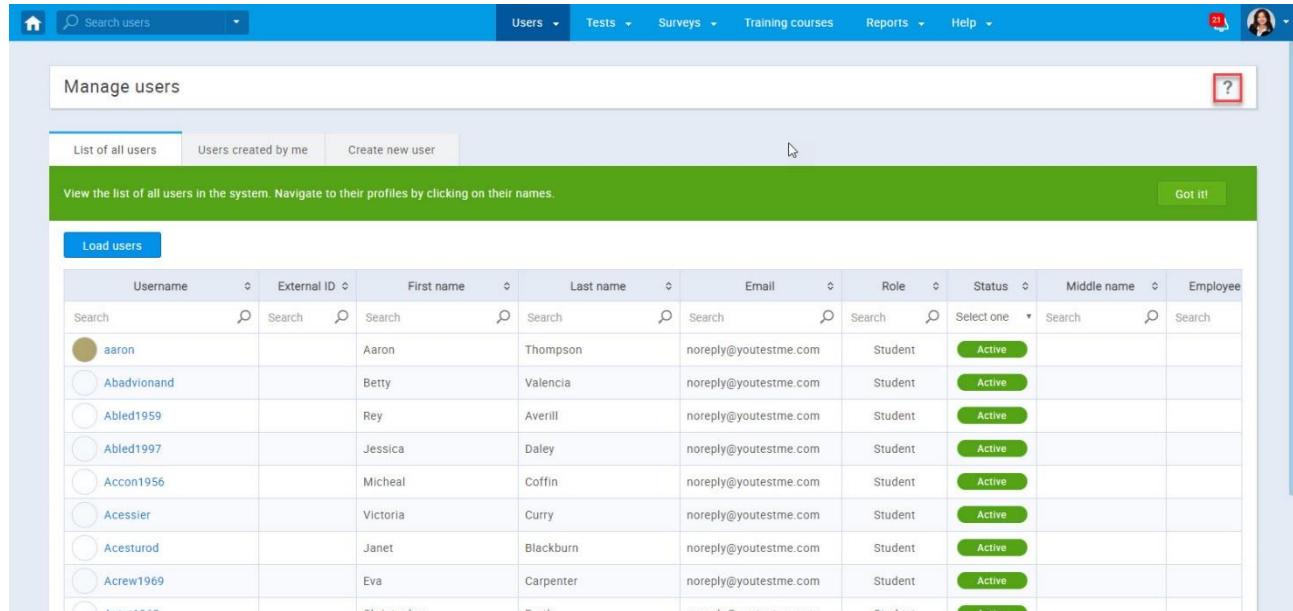 Search users Users Tests Surveys Training courses Reports Help 21
Manage users ?
List of all users Users created by me Create new user
View the list of all users in the system. Navigate to their profiles by clicking on their names. Got it!
Load users
Username External ID First name Last name Email Role Status Middle name Employee
Search Search Search Search Search Search Select one Search Search
aaron Aaron Thompson noreply@youtestme.com Student Active
Abadvionand Betty Valencia noreply@youtestme.com Student Active
Abled1959 Rey Averill noreply@youtestme.com Student Active
Abled1997 Jessica Daley noreply@youtestme.com Student Active
Accon1956 Micheal Coffin noreply@youtestme.com Student Active
Acessier Victoria Curry noreply@youtestme.com Student Active
Acesturod Janet Blackburn noreply@youtestme.com Student Active
Acrew1969 Eva Carpenter noreply@youtestme.com Student Active